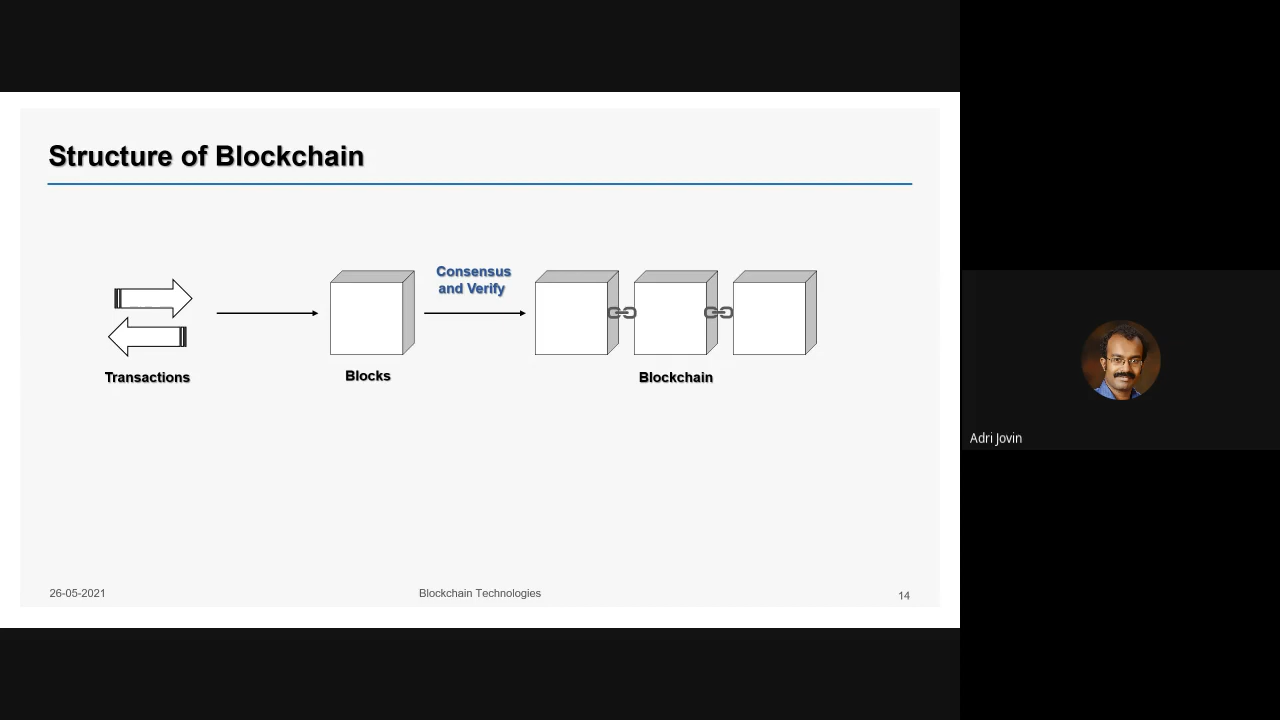 Structure of Blockchain
Consensus
and Verify
Transactions
Blocks
Blockchain
26-05-2021
Blockchain Technologies
14
Adri Jovin